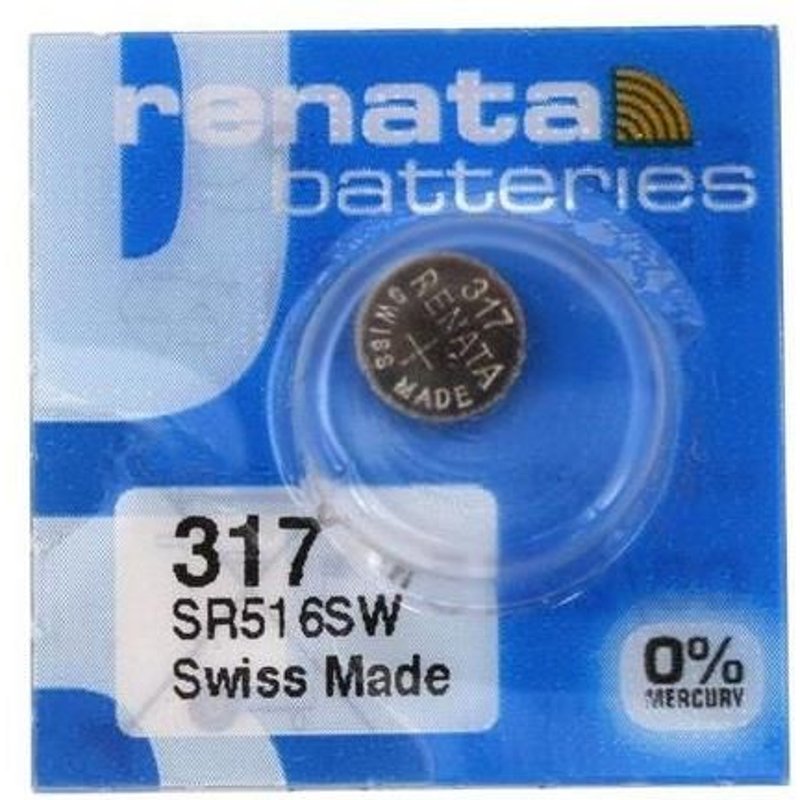 renata
batteries
317
RENATA
SWISS MADE
317
SR516SW
Swiss Made
0%
MERCURY